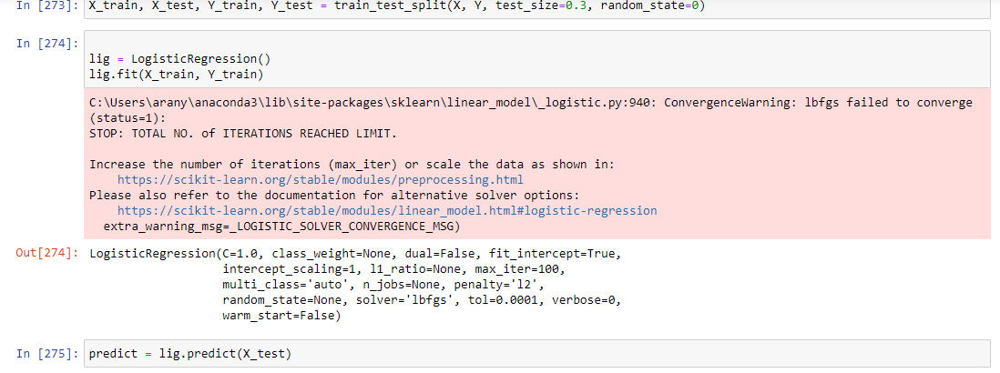 In [273]: X_train, X_test, Y_train, Y_test = train_test_split(X, Y, test_size=0.3, random_state=0)
In [274]:
lig = LogisticRegression()
lig.fit(X_train, Y_train)
C:\Users\arany\anaconda3\lib\site-packages\sklearn\linear_model\_logistic.py:940: ConvergenceWarning: lbfgs failed to converge
(status=1):
STOP: TOTAL NO. of ITERATIONS REACHED LIMIT.
Increase the number of iterations (max_iter) or scale the data as shown in:
https://scikit-learn.org/stable/modules/preprocessing.html
Please also refer to the documentation for alternative solver options:
https://scikit-learn.org/stable/modules/linear_model.html#logistic-regression
extra_warning_msg=_LOGISTIC_SOLVER_CONVERGENCE_MSG)
Out[274]: LogisticRegression(C=1.0, class_weight=None, dual=False, fit_intercept=True,
intercept_scaling=1, l1_ratio=None, max_iter=100,
multi_class='auto', n_jobs=None, penalty='l2',
random_state=None, solver='lbfgs', tol=0.0001, verbose=0,
warm_start=False)
In [275]: predict = lig.predict(X_test)